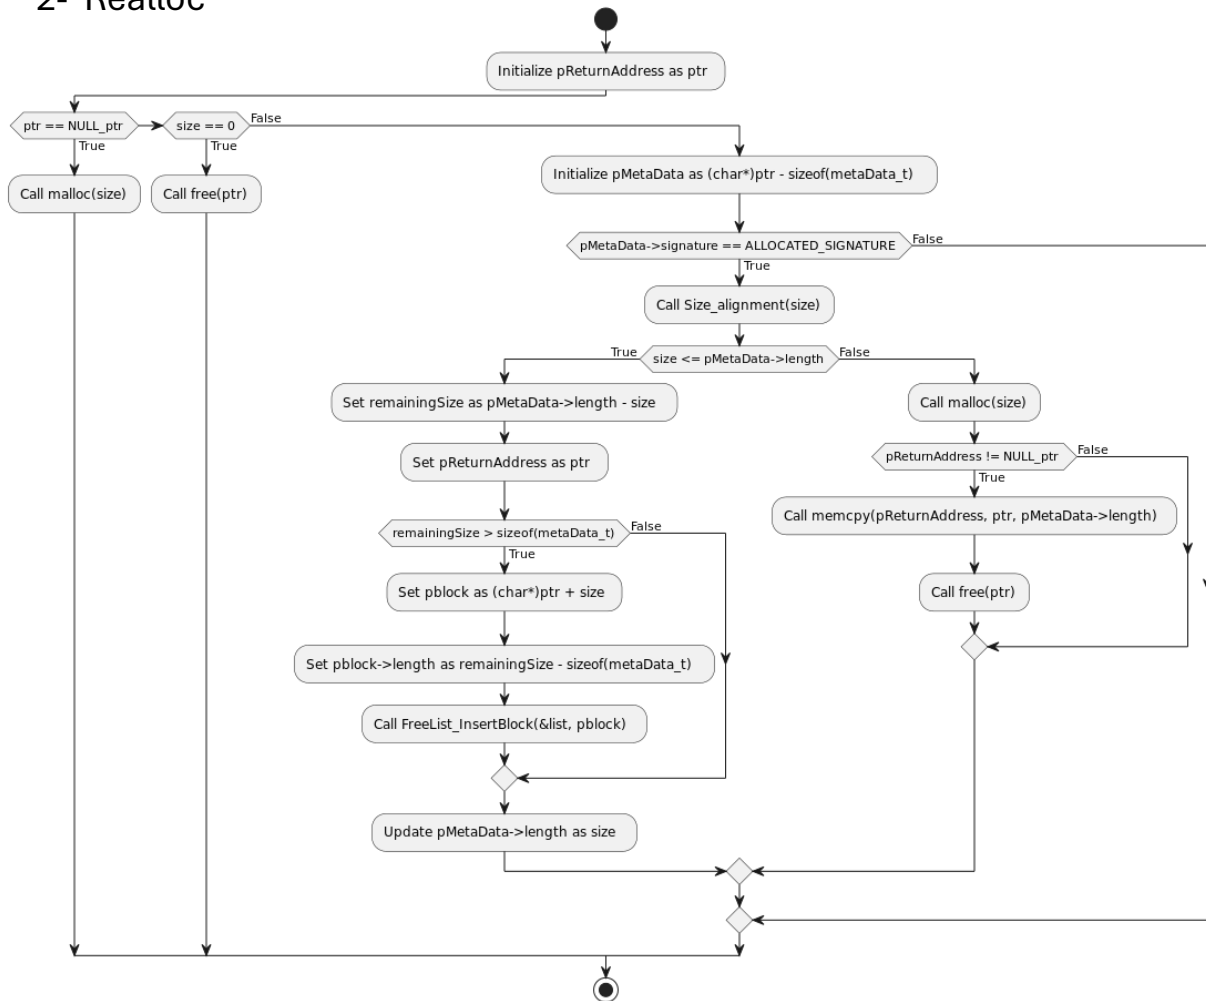 2- Realloc
Initialize pReturnAddress as ptr
ptr == NULL_ptr
size == 0
False
True
True
Call malloc(size)
Call free(ptr)
Initialize pMetaData as (char*)ptr - sizeof(metaData_t)
pMetaData->signature == ALLOCATED_SIGNATURE
False
True
Call Size_alignment(size)
True
size <= pMetaData->length
False
Set remainingSize as pMetaData->length - size
Call malloc(size)
Set pReturnAddress as ptr
pReturnAddress != NULL_ptr
False
True
remainingSize > sizeof(metaData_t)
False
True
Call memcpy(pReturnAddress, ptr, pMetaData->length)
Set pblock as (char*)ptr + size
Call free(ptr)
Set pblock->length as remainingSize - sizeof(metaData_t)
Call FreeList_InsertBlock(&list, pblock)
Update pMetaData->length as size